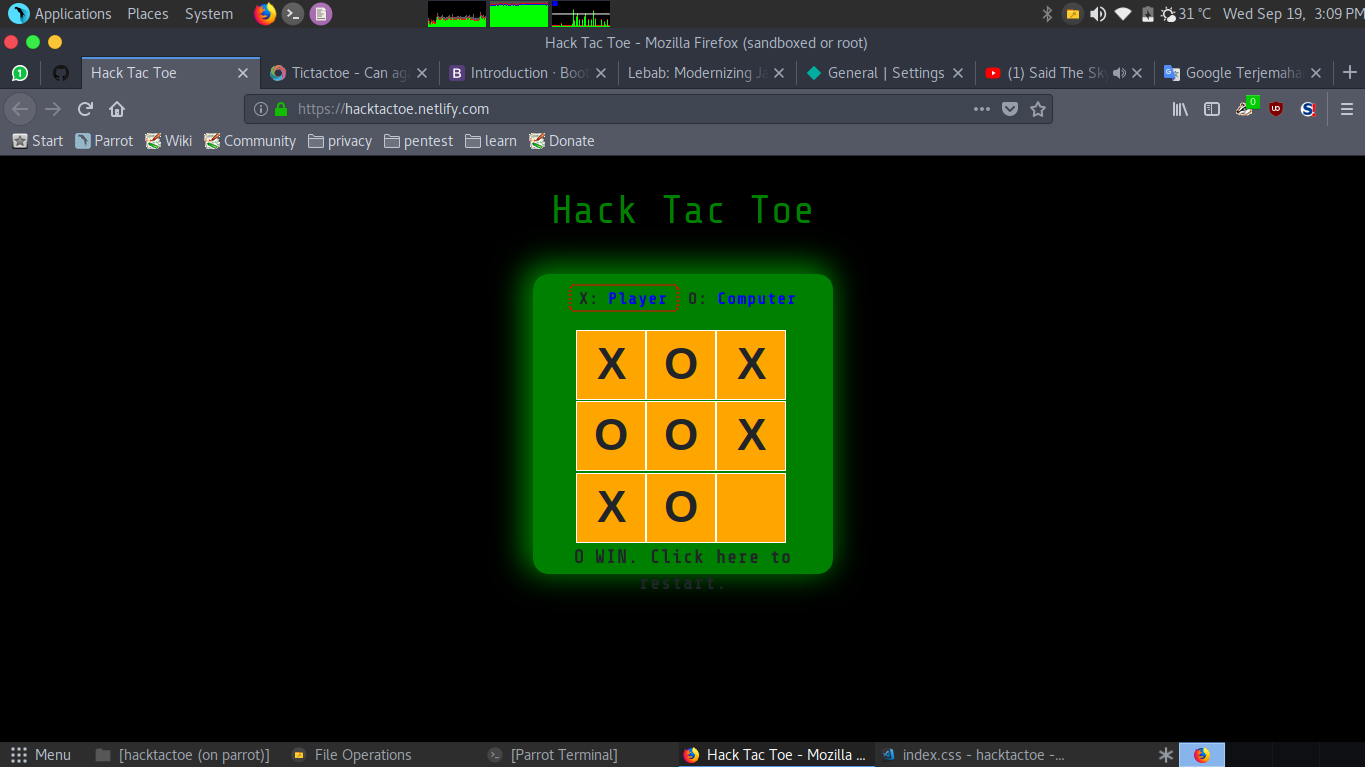 Applications Places System 31 °C Wed Sep 19, 3:09 PM
Hack Tac Toe - Mozilla Firefox (sandboxed or root)
1 Hack Tac Toe Tictactoe - Can ag Introduction · Boot Lebab: Modernizing Ja General | Settings (1) Said The Sky Google Terjemaha
https://hacktactoe.netlify.com 0
Start Parrot Wiki Community privacy pentest learn Donate
Hack Tac Toe
X: Player O: Computer
X O X
O O X
X O
O WIN. Click here to
restart.
Menu [hacktactoe (on parrot)] File Operations [Parrot Terminal] Hack Tac Toe - Mozilla ... index.css - hacktactoe -...